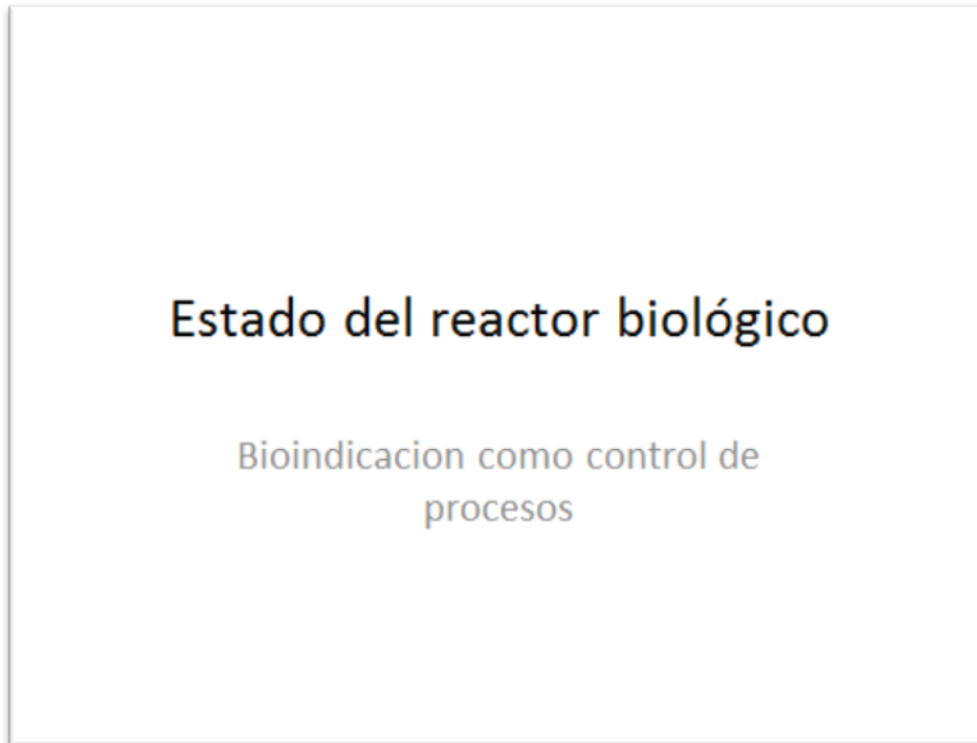 Estado del reactor biológico
Bioindicacion como control de
procesos